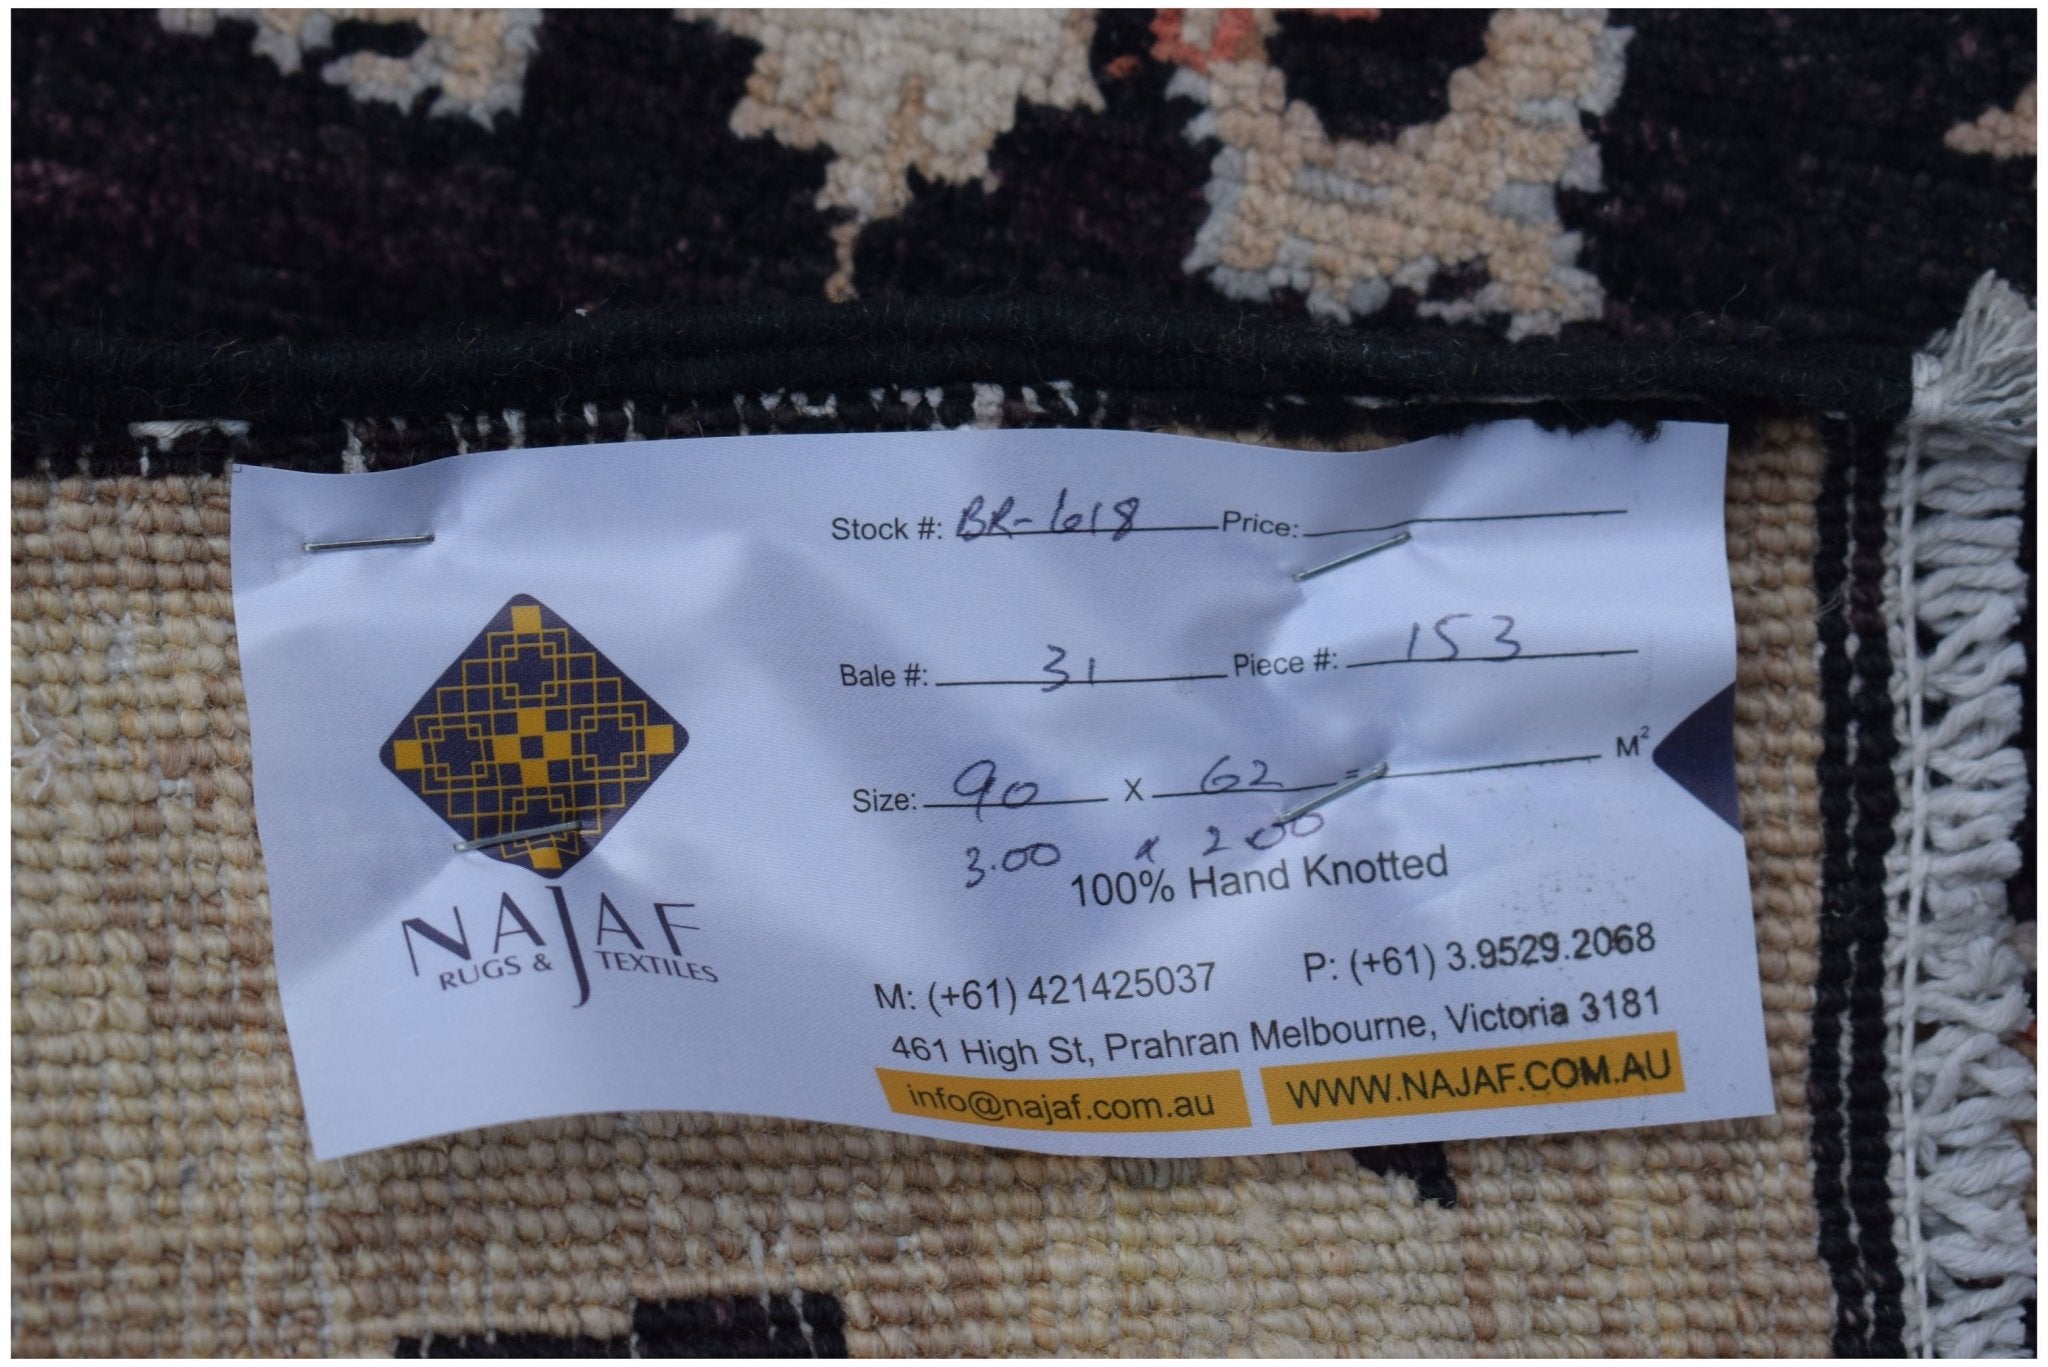 Stock #: BR-618 Price:
Bale #: 31 Piece #: 153
Size: 90 X 62 = M²
3.00 x 2.00
100% Hand Knotted
NAJAF
RUGS & TEXTILES
M: (+61) 421425037 P: (+61) 3.9529.2068
461 High St, Prahran Melbourne, Victoria 3181
info@najaf.com.au WWW.NAJAF.COM.AU